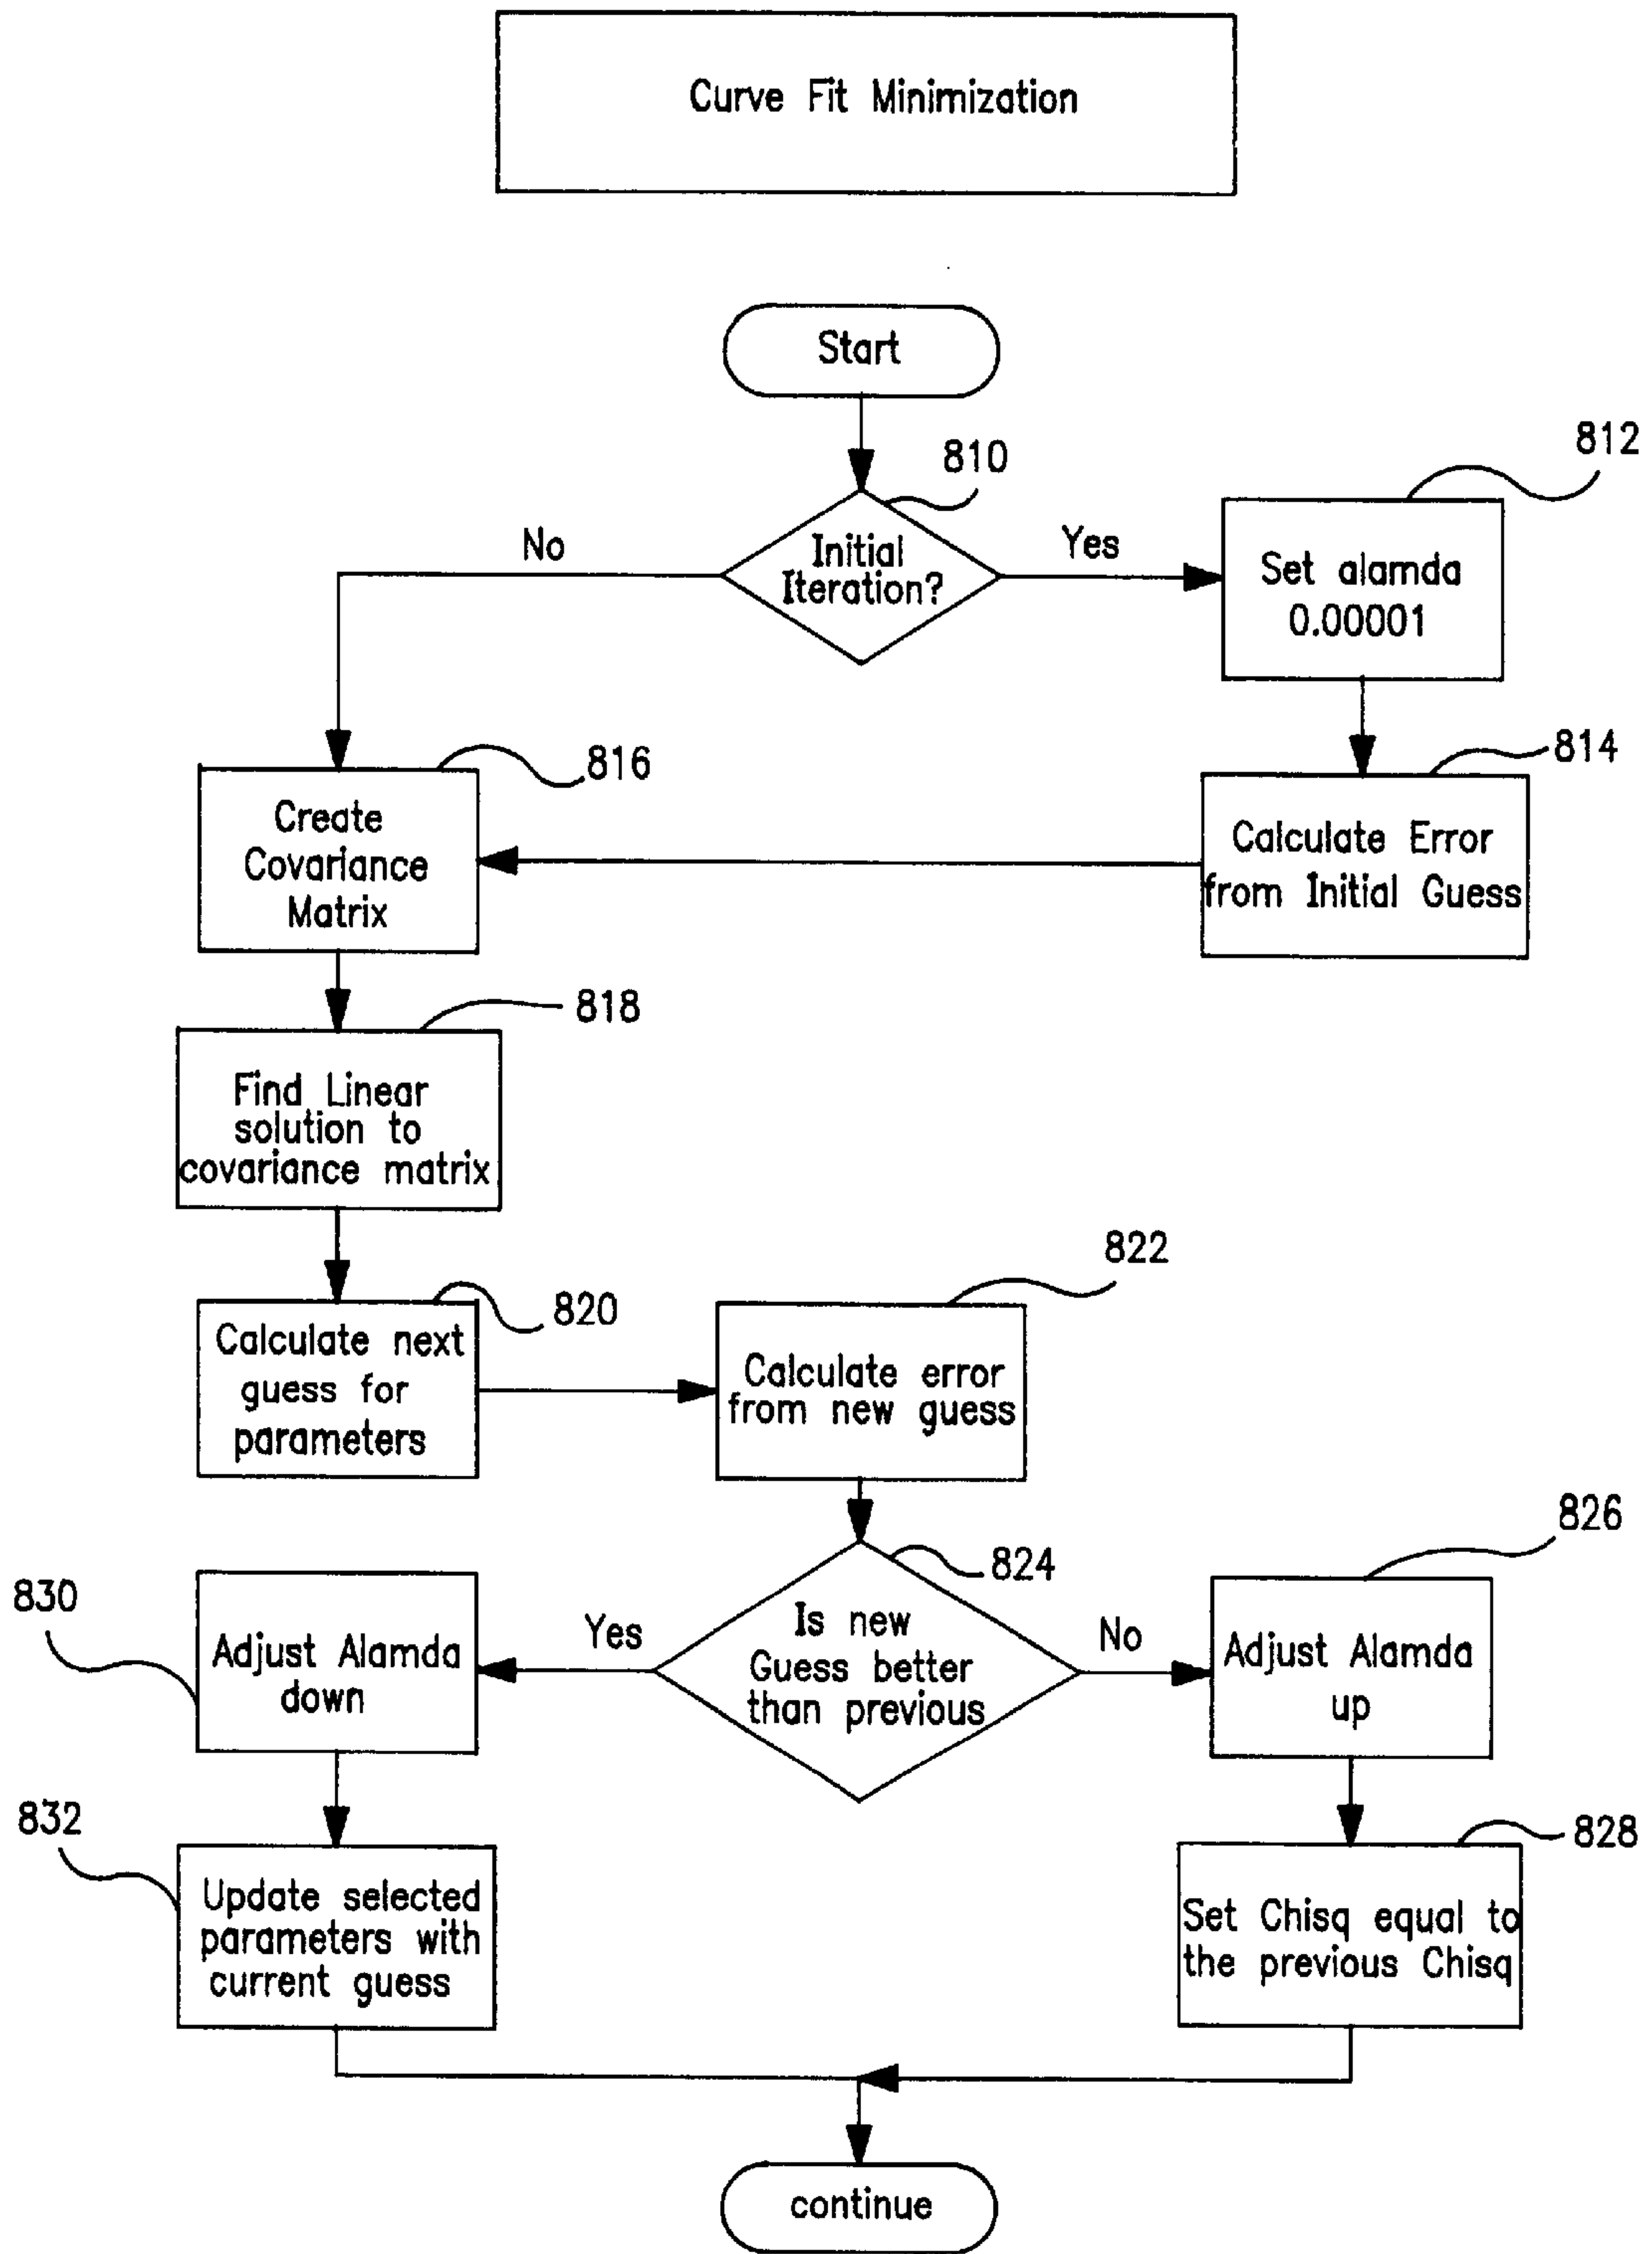 Curve Fit Minimization
Start
810
812
No
Initial
Iteration?
Yes
Set alamda
0.00001
814
Calculate Error
from Initial Guess
816
Create
Covariance
Matrix
818
Find Linear
solution to
covariance matrix
820
Calculate next
guess for
parameters
822
Calculate error
from new guess
824
Is new
Guess better
than previous
Yes
No
826
Adjust Alamda
up
828
Set Chisq equal to
the previous Chisq
830
Adjust Alamda
down
832
Update selected
parameters with
current guess
continue